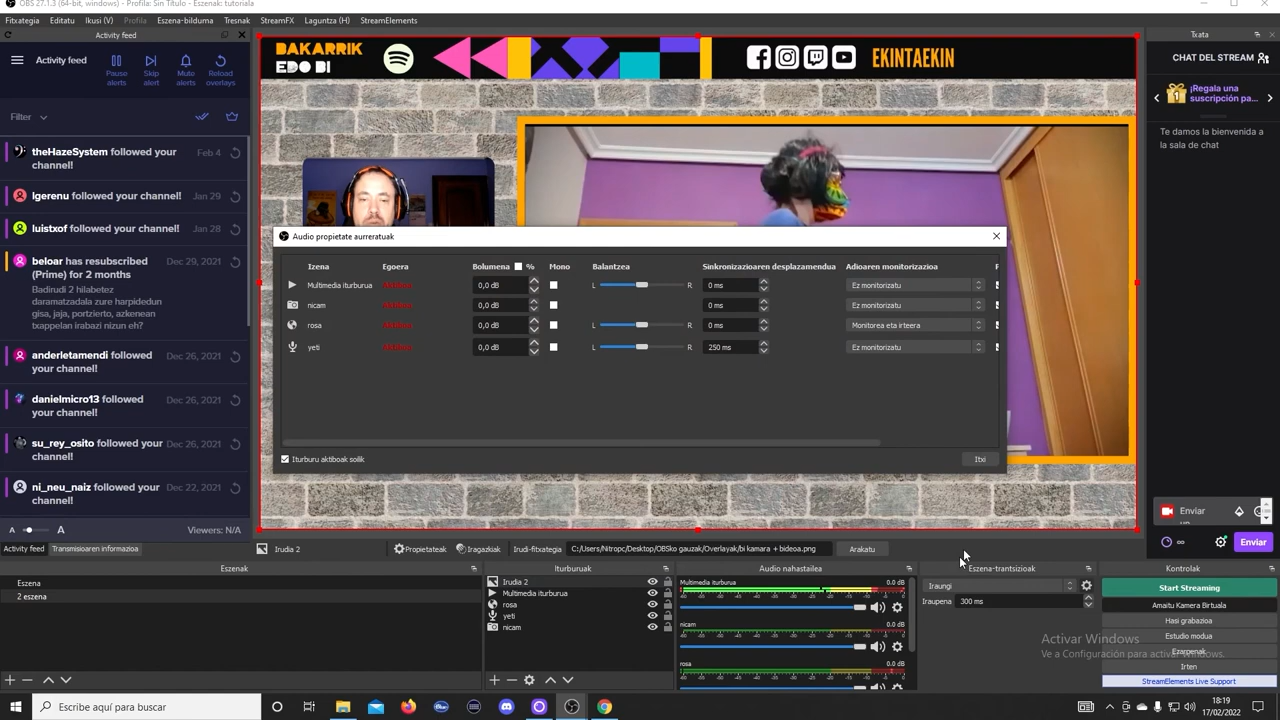 OBS 27.1.3 (64-bit, windows) - Profila: Sin Título - Eszenak: tutoriala
Fitxategia
Editatu
Ikusi (V)
Profila
Eszena-bilduma
Tresnak
StreamFX
Laguntza (H)
StreamElements
Activity feed
Activity feed
Pause alerts
Skip alert
Mute alerts
Reload overlays
Filter
theHazeSystem followed your channel!
Feb 4
lgerenu followed your channel!
Jan 29
luistxof followed your channel!
Jan 28
beloar has resubscribed (Prime) for 2 months
Dec 29, 2021
Badirudi 2 hilabetez daramatzadala zure harpidedun gisa, jaja, portzierto, azkenean txappelan irabazi nizun eh?
anderketamendi followed your channel!
Dec 26, 2021
danielmicro13 followed your channel!
Dec 26, 2021
su_rey_osito followed your channel!
Dec 26, 2021
ni_neu_naiz followed your channel!
Dec 22, 2021
A
A
Viewers: N/A
Activity feed
Transmisioaren informazioa
BAKARRIK
EDO BI
EKINTAEKIN
Audio propietate aurreratuak
Izena
Egoera
Bolumena
%
Mono
Balantzea
Sinkronizazioaren desplazamendua
Adioaren monitorizazioa
Multimedia iturburua
0,0 dB
L
R
0 ms
Ez monitorizatu
nicam
0,0 dB
0 ms
Ez monitorizatu
rosa
0,0 dB
L
R
0 ms
Monitorea eta irteera
yeti
0,0 dB
L
R
250 ms
Ez monitorizatu
Iturburu aktiboak soilik
Itxi
Txata
CHAT DEL STREAM
¡Regala una suscripción pa...
Te damos la bienvenida a la sala de chat
Enviar
Enviar
Irudia 2
Propietateak
Iragazkiak
Irudi-fitxategia
C:/Users/Nitropc/Desktop/OBSko gauzak/Overlayak/bi kamara + bideoa.png
Arakatu
Eszenak
Eszena
2 eszena
Iturburuak
Irudia 2
Multimedia iturburua
rosa
yeti
nicam
Audio nahastailea
Multimedia iturburua
0.0 dB
nicam
0.0 dB
rosa
0.0 dB
Eszena-trantsizioak
Iraungi
Iraupena
300 ms
Kontrolak
Start Streaming
Amaitu Kamera Birtuala
Hasi grabazioa
Estudio modua
Ezarpenak
Irten
StreamElements Live Support
Activar Windows
Ve a Configuración para activar Windows.
Escribe aquí para buscar
18:19
17/02/2022